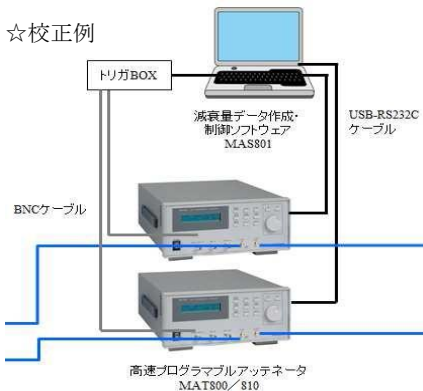 ☆校正例
トリガBOX
減衰量データ作成・
制御ソフトウェア
MAS801
USB-RS232C
ケーブル
BNCケーブル
高速プログラマブルアッテネータ
MAT800／810